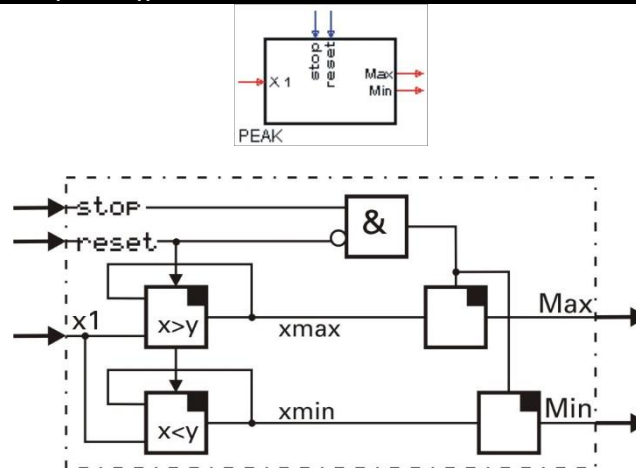 stop
reset
X 1
Max
Min
PEAK
stop
reset
&
x1
x>y
xmax
Max
x<y
xmin
Min